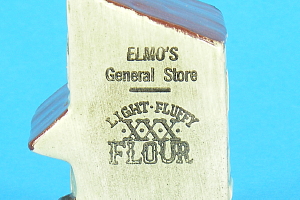 ELMO'S
General Store
LIGHT-FLUFFY
XXX
FLOUR